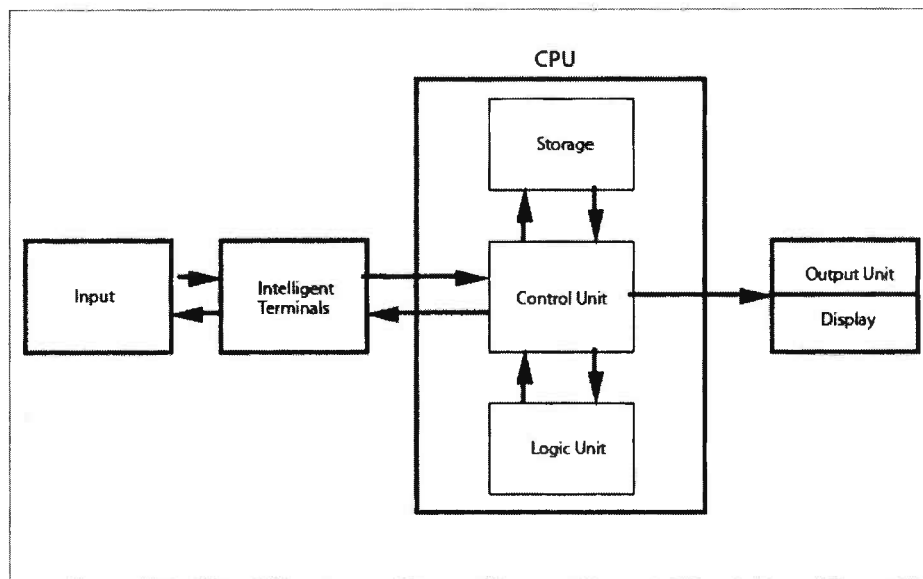 CPU
Storage
Input
Intelligent
Terminals
Control Unit
Output Unit
Display
Logic Unit